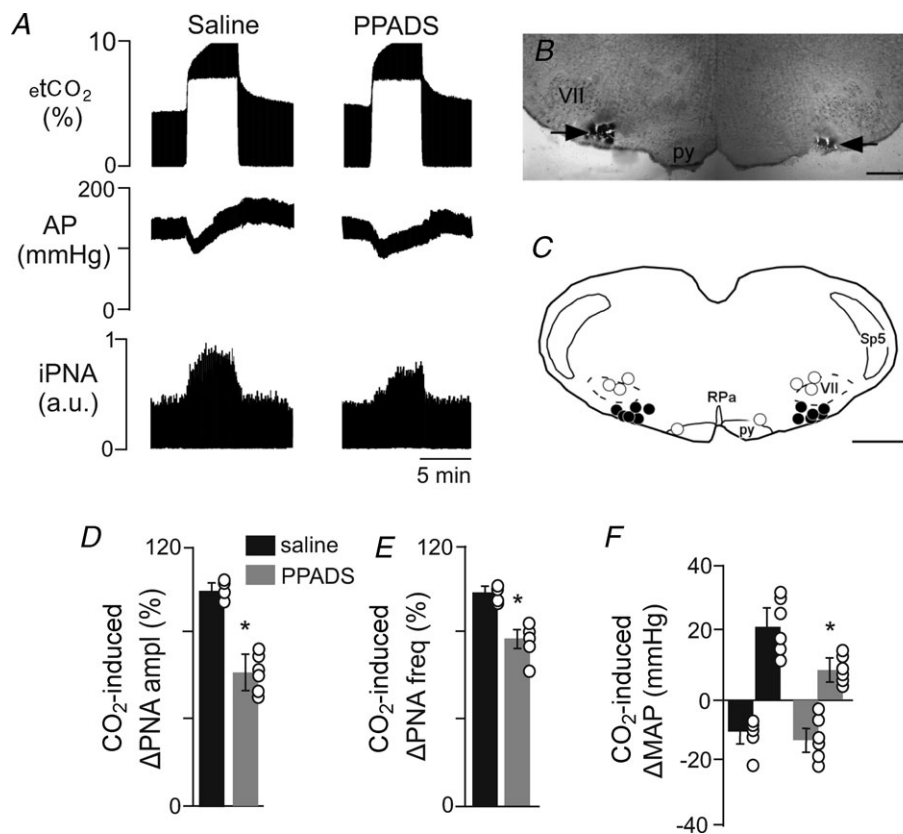 A
Saline
PPADS
10
etCO2
(%)
0
200
AP
(mmHg)
0
1
iPNA
(a.u.)
0
5 min
B
VII
py
C
Sp5
VII
RPa
py
D
120
CO2-induced
ΔPNA ampl (%)
0
*
saline
PPADS
E
120
CO2-induced
ΔPNA freq (%)
0
*
F
40
20
0
-20
-40
CO2-induced
ΔMAP (mmHg)
*